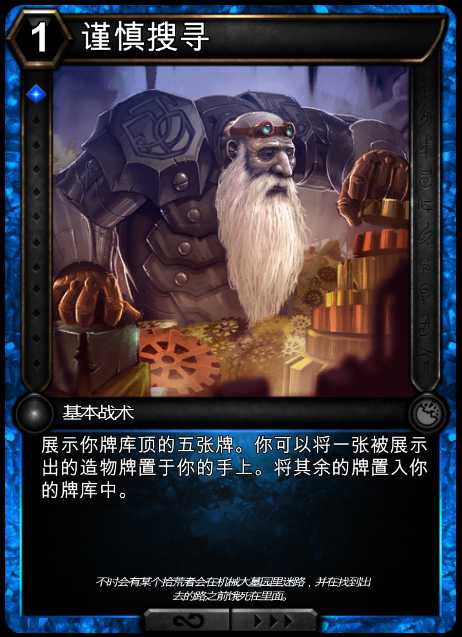 1
谨慎搜寻
基本战术
展示你牌库顶的五张牌。你可以将一张被展示
出的造物牌置于你的手上。将其余的牌置入你
的牌库中。
不时会有某个拾荒者会在机械大墓园里迷路，并在找到出
去的路之前饿死在里面。